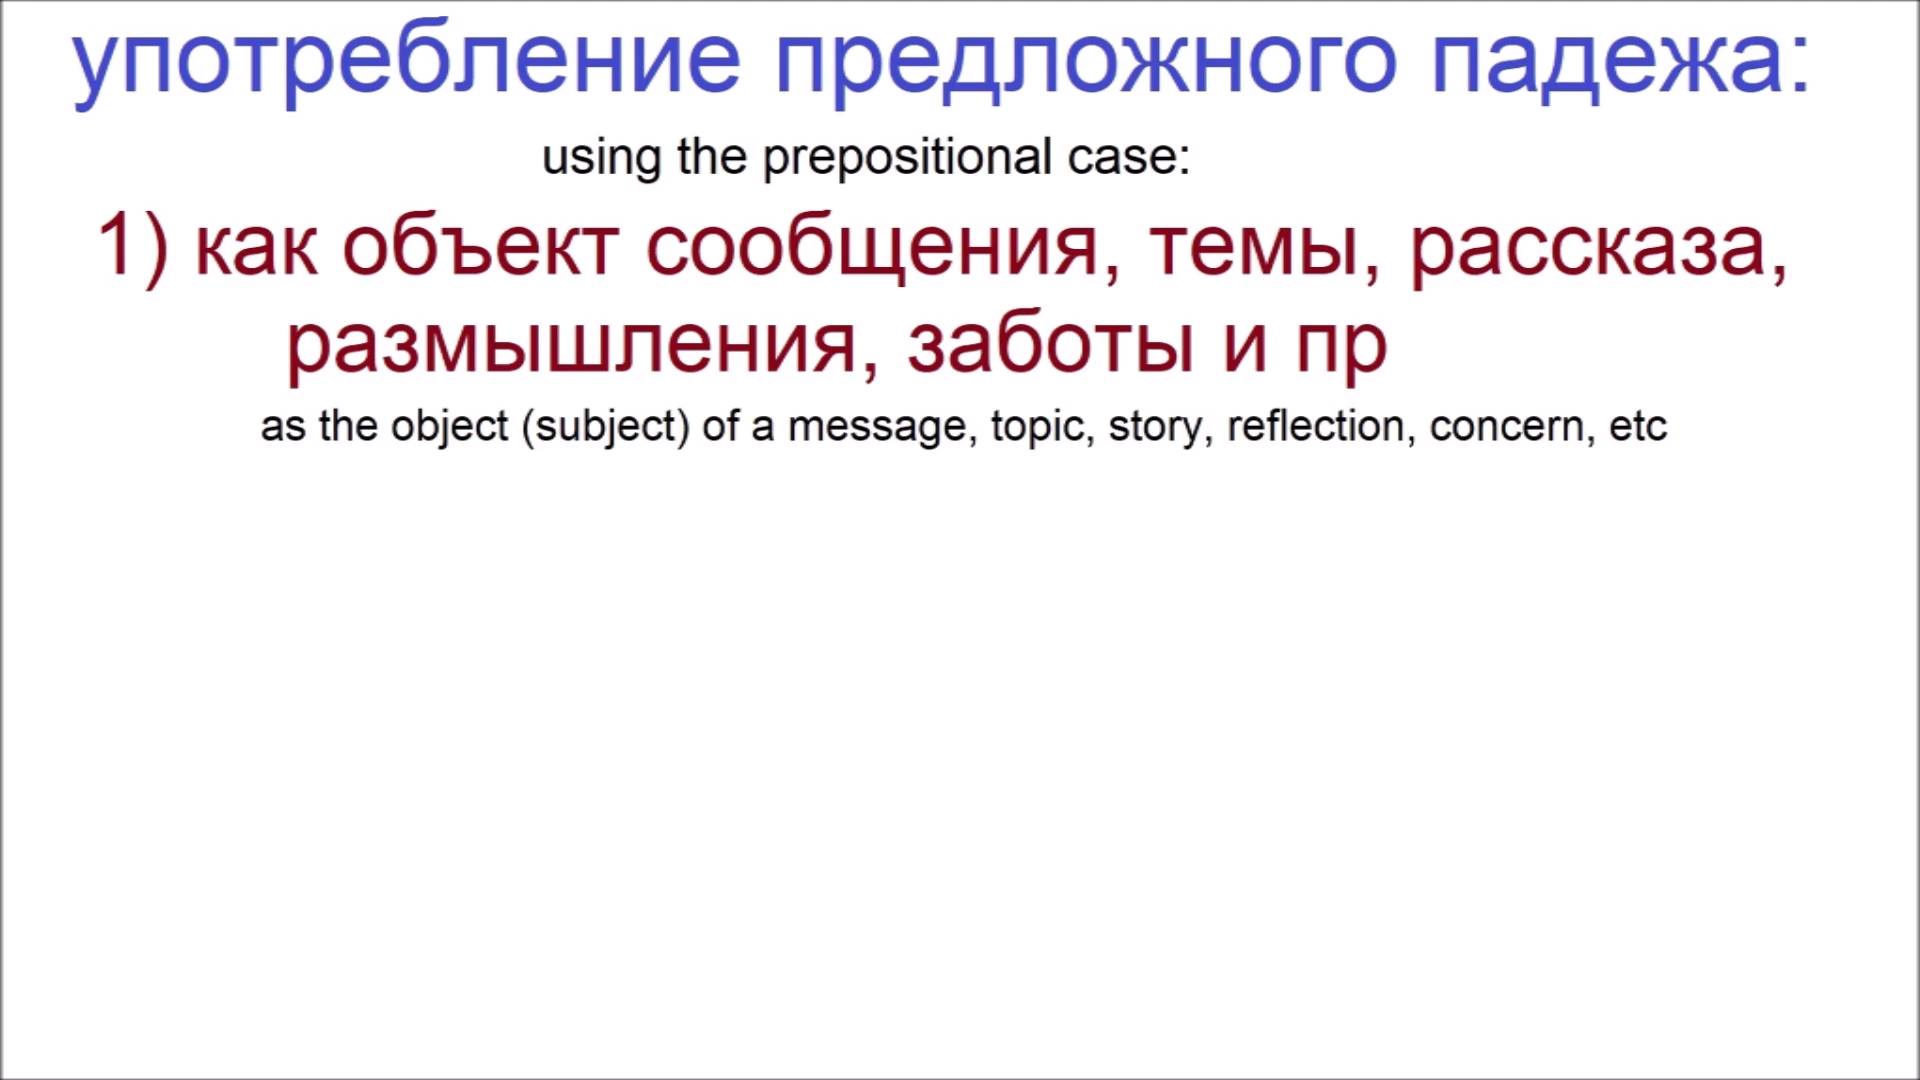 употребление предложного падежа:
using the prepositional case:
1) как объект сообщения, темы, рассказа,
размышления, заботы и пр
as the object (subject) of a message, topic, story, reflection, concern, etc